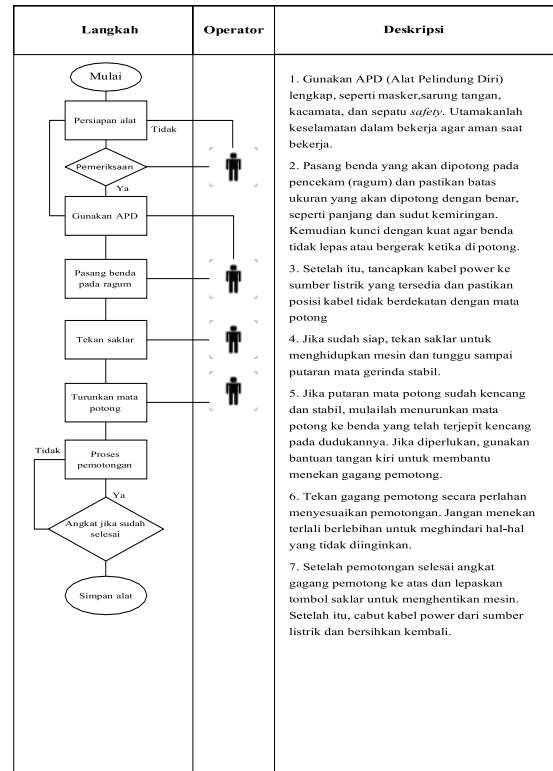 Langkah
Operator
Deskripsi
Mulai
Persiapan alat
Tidak
Pemeriksaan
Ya
Gunakan APD
Pasang benda
pada ragum
Tekan saklar
Turunkan mata
potong
Tidak
Proses
pemotongan
Ya
Angkat jika sudah
selesai
Simpan alat
1. Gunakan APD (Alat Pelindung Diri)
lengkap, seperti masker,sarung tangan,
kacamata, dan sepatu safety. Utamakanlah
keselamatan dalam bekerja agar aman saat
bekerja.
2. Pasang benda yang akan dipotong pada
pencekam (ragum) dan pastikan batas
ukuran yang akan dipotong dengan benar,
seperti panjang dan sudut kemiringan.
Kemudian kunci dengan kuat agar benda
tidak lepas atau bergerak ketika di potong.
3. Setelah itu, tancapkan kabel power ke
sumber listrik yang tersedia dan pastikan
posisi kabel tidak berdekatan dengan mata
potong
4. Jika sudah siap, tekan saklar untuk
menghidupkan mesin dan tunggu sampai
putaran mata gerinda stabil.
5. Jika putaran mata potong sudah kencang
dan stabil, mulailah menurunkan mata
potong ke benda yang telah terjepit kencang
pada dudukannya. Jika diperlukan, gunakan
bantuan tangan kiri untuk membantu
menekan gagang pemotong.
6. Tekan gagang pemotong secara perlahan
menyesuaikan pemotongan. Jangan menekan
terlali berlebihan untuk meghindari hal-hal
yang tidak diinginkan.
7. Setelah pemotongan selesai angkat
gagang pemotong ke atas dan lepaskan
tombol saklar untuk menghentikan mesin.
Setelah itu, cabut kabel power dari sumber
listrik dan bersihkan kembali.